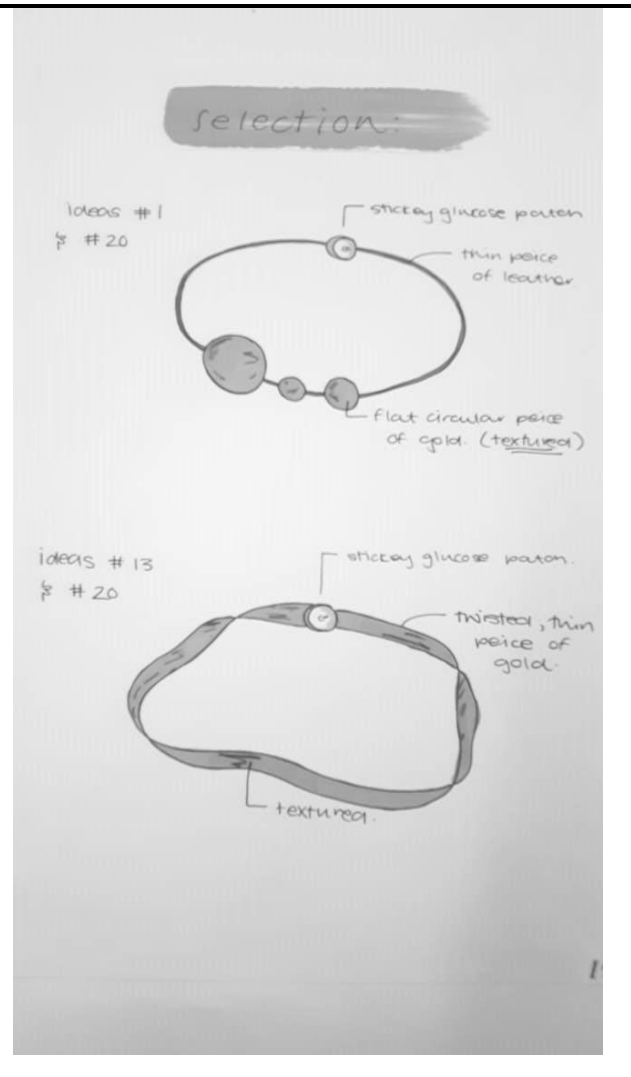 selection:
ideas #1
& #20
stickey glucose patch
thin peice
of leather
flat circular peice
of gold. (textured)
ideas #13
& #20
stickey glucose patch.
twisted, thin
peice of
gold.
textured.